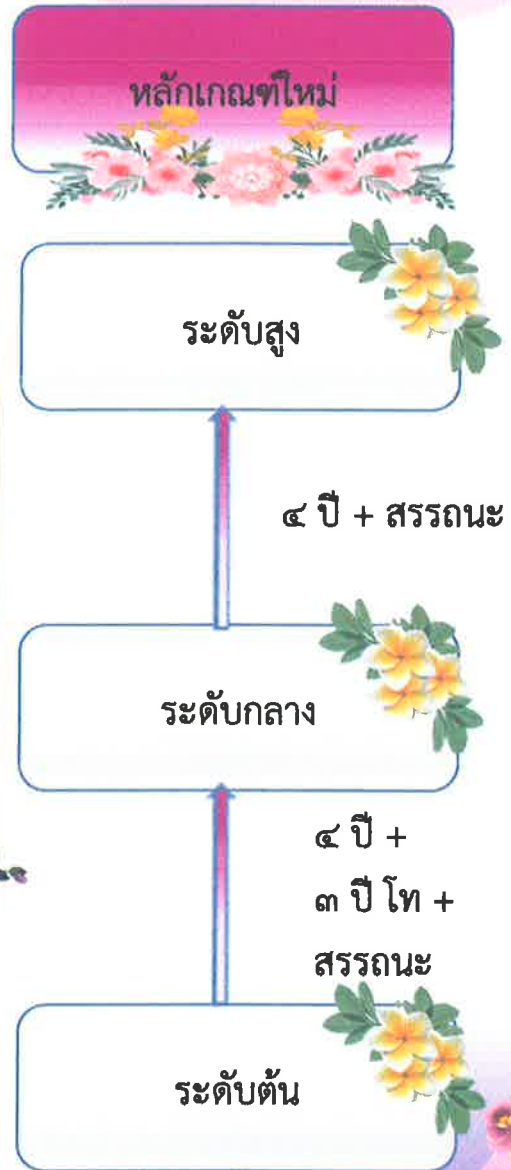 หลักเกณฑ์ใหม่
ระดับสูง
๔ ปี + สรรถนะ
ระดับกลาง
๔ ปี +
๓ ปี โท +
สรรถนะ
ระดับต้น